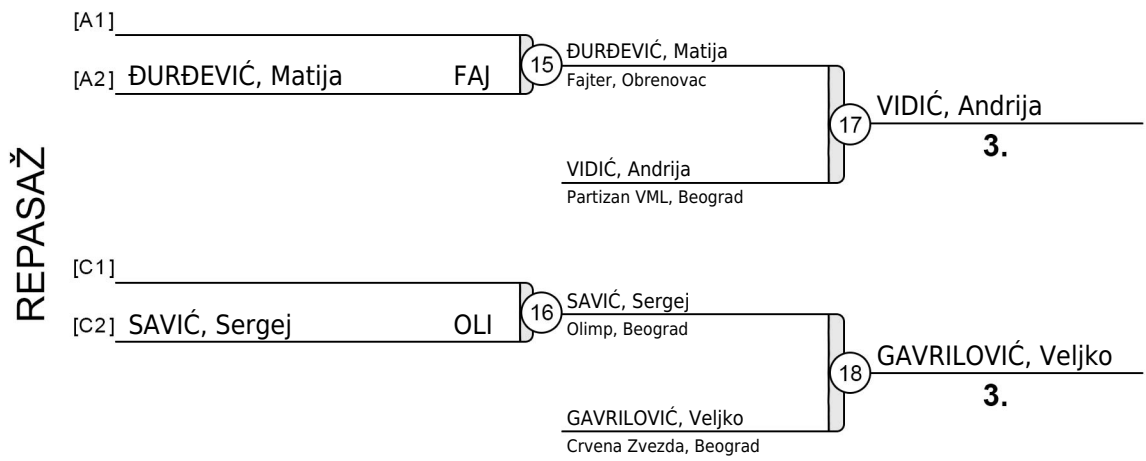 REPASAŽ
[A1]
[A2] ĐURĐEVIĆ, Matija FAJ
15
ĐURĐEVIĆ, Matija
Fajter, Obrenovac
17
VIDIĆ, Andrija
3.
VIDIĆ, Andrija
Partizan VML, Beograd
[C1]
[C2] SAVIĆ, Sergej OLI
16
SAVIĆ, Sergej
Olimp, Beograd
18
GAVRILOVIĆ, Veljko
3.
GAVRILOVIĆ, Veljko
Crvena Zvezda, Beograd